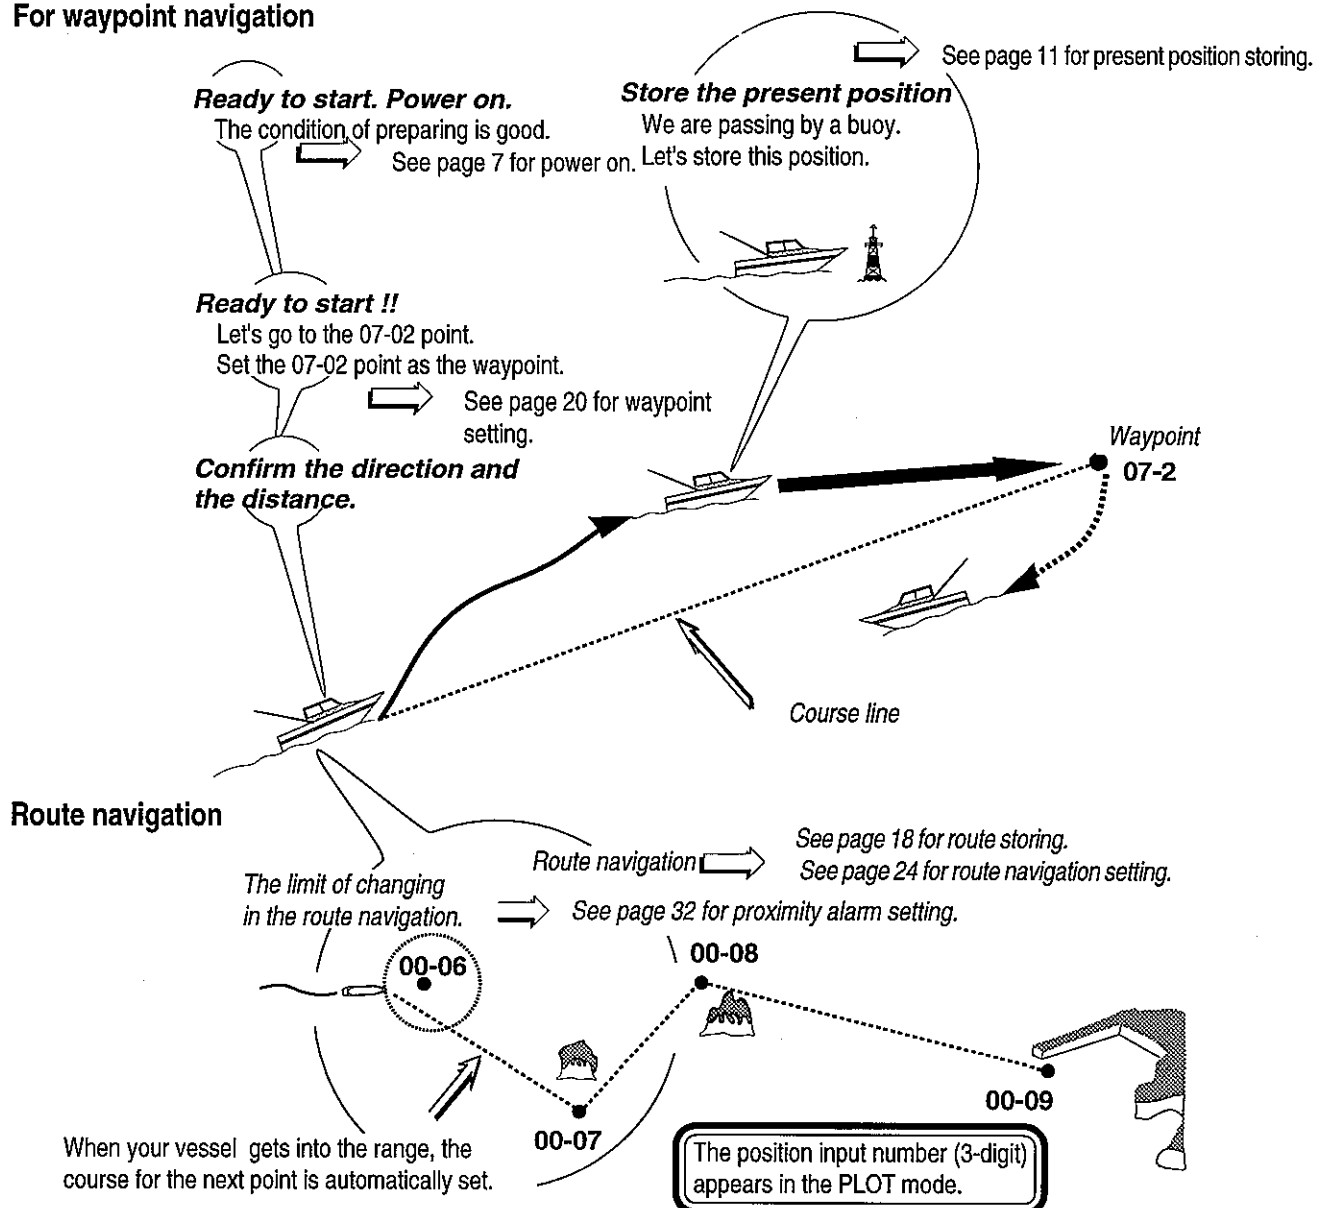 For waypoint navigation
See page 11 for present position storing.
Ready to start. Power on.
The condition of preparing is good.
See page 7 for power on.
Store the present position
We are passing by a buoy.
Let's store this position.
Ready to start !!
Let's go to the 07-02 point.
Set the 07-02 point as the waypoint.
See page 20 for waypoint
setting.
Confirm the direction and
the distance.
Waypoint
07-2
Course line
Route navigation
Route navigation
See page 18 for route storing.
See page 24 for route navigation setting.
The limit of changing
in the route navigation.
See page 32 for proximity alarm setting.
00-06
00-08
00-07
00-09
When your vessel gets into the range, the
course for the next point is automatically set.
The position input number (3-digit)
appears in the PLOT mode.